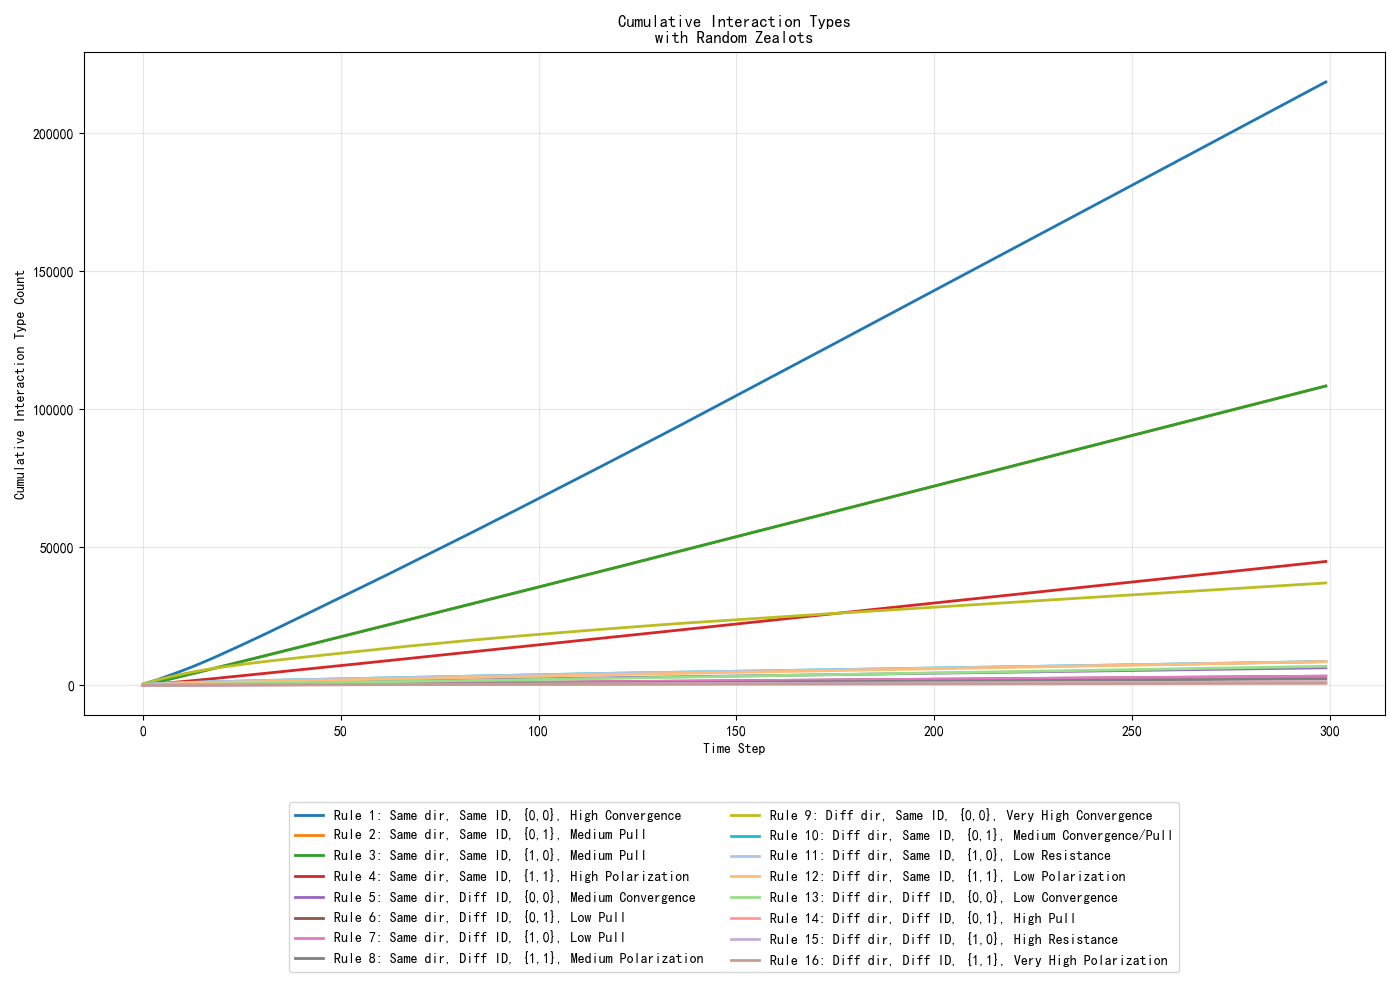 Cumulative Interaction Types
with Random Zealots
Cumulative Interaction Type Count
200000
150000
100000
50000
0
0 50 100 150 200 250 300
Time Step
Rule 1: Same dir, Same ID, {0,0}, High Convergence
Rule 2: Same dir, Same ID, {0,1}, Medium Pull
Rule 3: Same dir, Same ID, {1,0}, Medium Pull
Rule 4: Same dir, Same ID, {1,1}, High Polarization
Rule 5: Same dir, Diff ID, {0,0}, Medium Convergence
Rule 6: Same dir, Diff ID, {0,1}, Low Pull
Rule 7: Same dir, Diff ID, {1,0}, Low Pull
Rule 8: Same dir, Diff ID, {1,1}, Medium Polarization
Rule 9: Diff dir, Same ID, {0,0}, Very High Convergence
Rule 10: Diff dir, Same ID, {0,1}, Medium Convergence/Pull
Rule 11: Diff dir, Same ID, {1,0}, Low Resistance
Rule 12: Diff dir, Same ID, {1,1}, Low Polarization
Rule 13: Diff dir, Diff ID, {0,0}, Low Convergence
Rule 14: Diff dir, Diff ID, {0,1}, High Pull
Rule 15: Diff dir, Diff ID, {1,0}, High Resistance
Rule 16: Diff dir, Diff ID, {1,1}, Very High Polarization